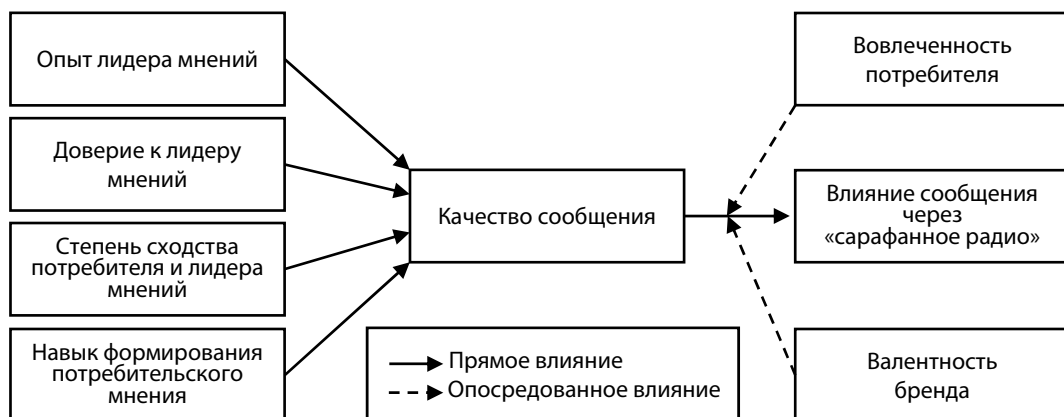 Опыт лидера мнений
Доверие к лидеру
мнений
Степень сходства
потребителя и лидера
мнений
Навык формирования
потребительского
мнения
Качество сообщения
Вовлеченность
потребителя
Влияние сообщения
через
«сарафанное радио»
Валентность
бренда
Прямое влияние
Опосредованное влияние